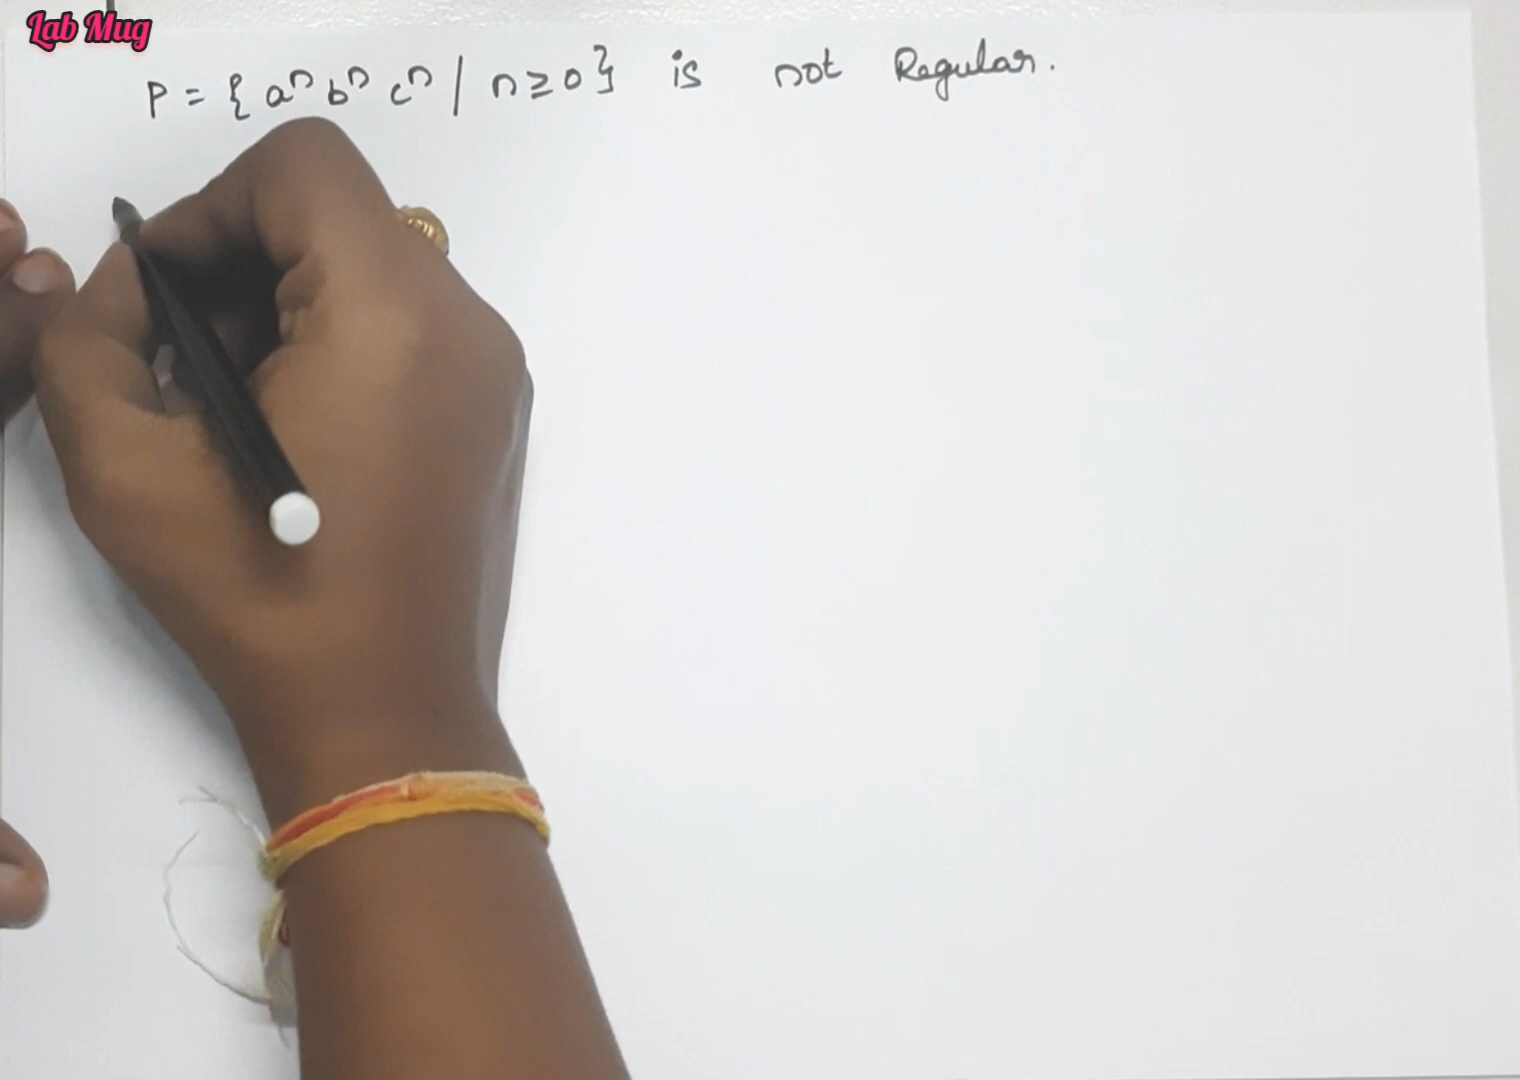 Lab Mug
P = { aⁿ bⁿ cⁿ / n ≥ 0 } is not Regular.